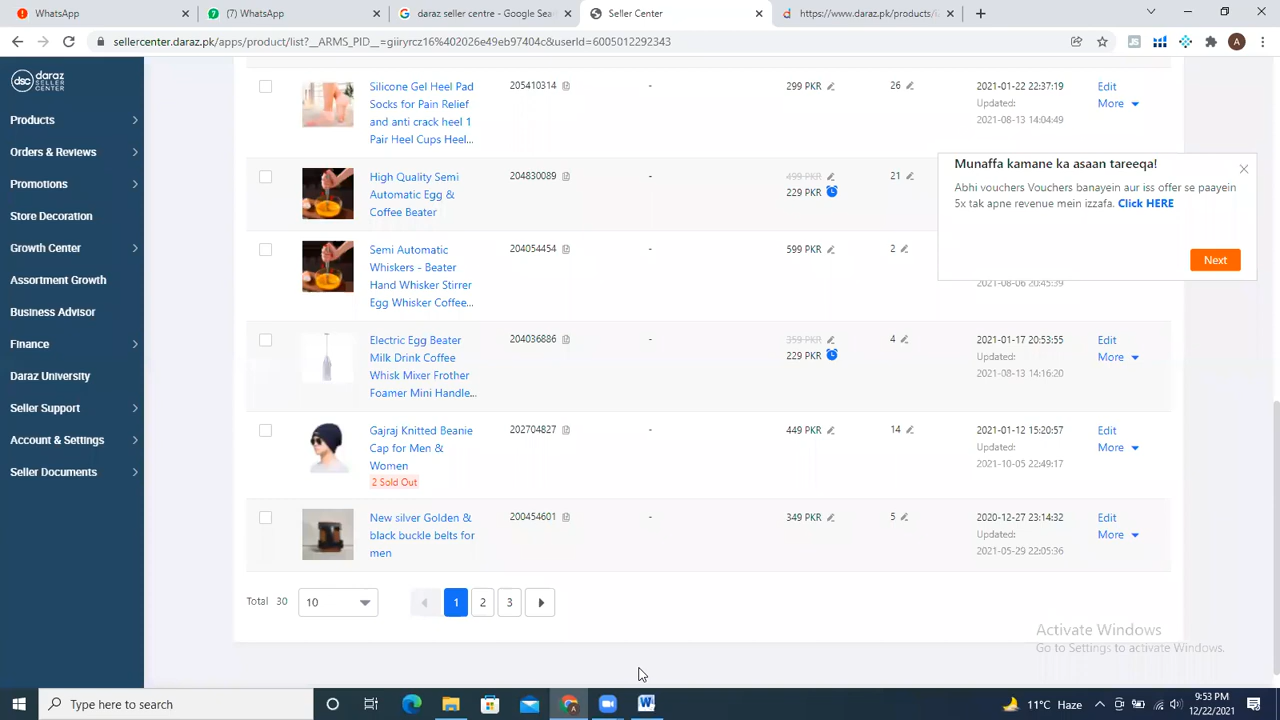 WhatsApp
(7) WhatsApp
daraz seller centre - Google Sea
Seller Center
https://www.daraz.pk/products/l
sellercenter.daraz.pk/apps/product/list?__ARMS_PID__=giiryrcz16%402026e49eb97404c&userId=6005012292343
A
dsc daraz SELLER CENTER
Products
Orders & Reviews
Promotions
Store Decoration
Growth Center
Assortment Growth
Business Advisor
Finance
Daraz University
Seller Support
Account & Settings
Seller Documents
Silicone Gel Heel Pad
Socks for Pain Relief
and anti crack heel 1
Pair Heel Cups Heel...
205410314
-
299 PKR
26
2021-01-22 22:37:19
Updated:
2021-08-13 14:04:49
Edit
More
High Quality Semi
Automatic Egg &
Coffee Beater
204830089
-
499 PKR
229 PKR
21
Munaffa kamane ka asaan tareeqa!
Abhi vouchers Vouchers banayein aur iss offer se paayein
5x tak apne revenue mein izzafa. Click HERE
Next
Semi Automatic
Whiskers - Beater
Hand Whisker Stirrer
Egg Whisker Coffee...
204054454
-
599 PKR
2
2021-08-06 20:45:39
Electric Egg Beater
Milk Drink Coffee
Whisk Mixer Frother
Foamer Mini Handle...
204036886
-
359 PKR
229 PKR
4
2021-01-17 20:53:55
Updated:
2021-08-13 14:16:20
Edit
More
Gajraj Knitted Beanie
Cap for Men &
Women
2 Sold Out
202704827
-
449 PKR
14
2021-01-12 15:20:57
Updated:
2021-10-05 22:49:17
Edit
More
New silver Golden &
black buckle belts for
men
200454601
-
349 PKR
5
2020-12-27 23:14:32
Updated:
2021-05-29 22:05:36
Edit
More
Total 30
10
1 2 3
Activate Windows
Go to Settings to activate Windows.
Type here to search
11°C Haze
9:53 PM
12/22/2021